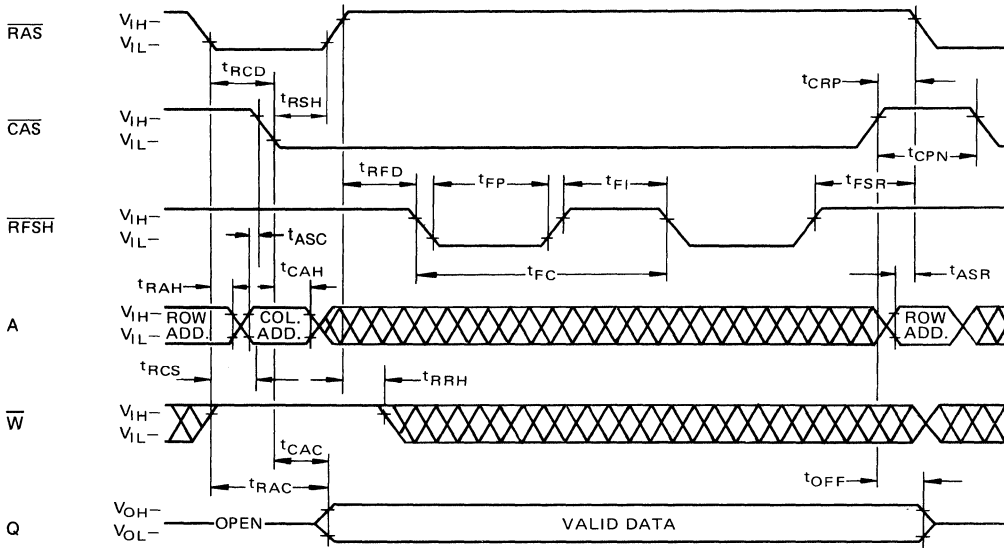 RAS
VIH–
VIL–
tRCD
tRSH
tCRP
CAS
VIH–
VIL–
tCPN
tRFD
tFP
tFI
tFSR
RFSH
VIH–
VIL–
tASC
tCAH
tFC
tASR
tRAH
A
VIH–
VIL–
ROW
ADD.
COL.
ADD.
ROW
ADD.
tRCS
tRRH
W
VIH–
VIL–
tCAC
tRAC
tOFF
Q
VOH–
VOL–
OPEN
VALID DATA